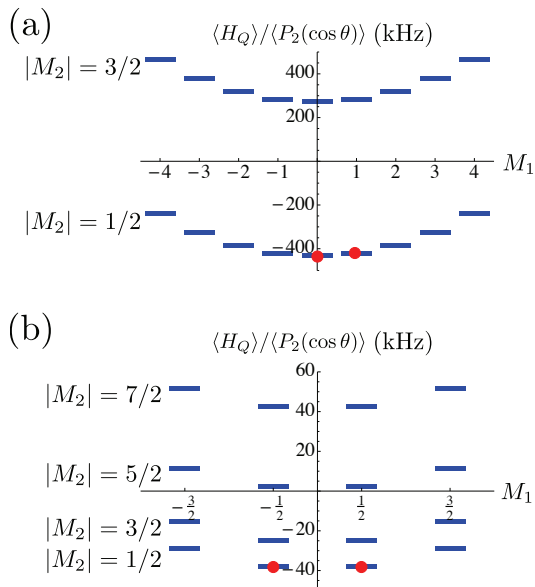 (a)
⟨H_Q⟩/⟨P_2(cos θ)⟩ (kHz)
|M_2| = 3/2
400
200
−4 −3 −2 −1 0 1 2 3 4 M_1
−200
|M_2| = 1/2
−400
(b)
⟨H_Q⟩/⟨P_2(cos θ)⟩ (kHz)
60
|M_2| = 7/2
40
20
|M_2| = 5/2
−3/2 −1/2 1/2 3/2 M_1
|M_2| = 3/2
−20
|M_2| = 1/2
−40